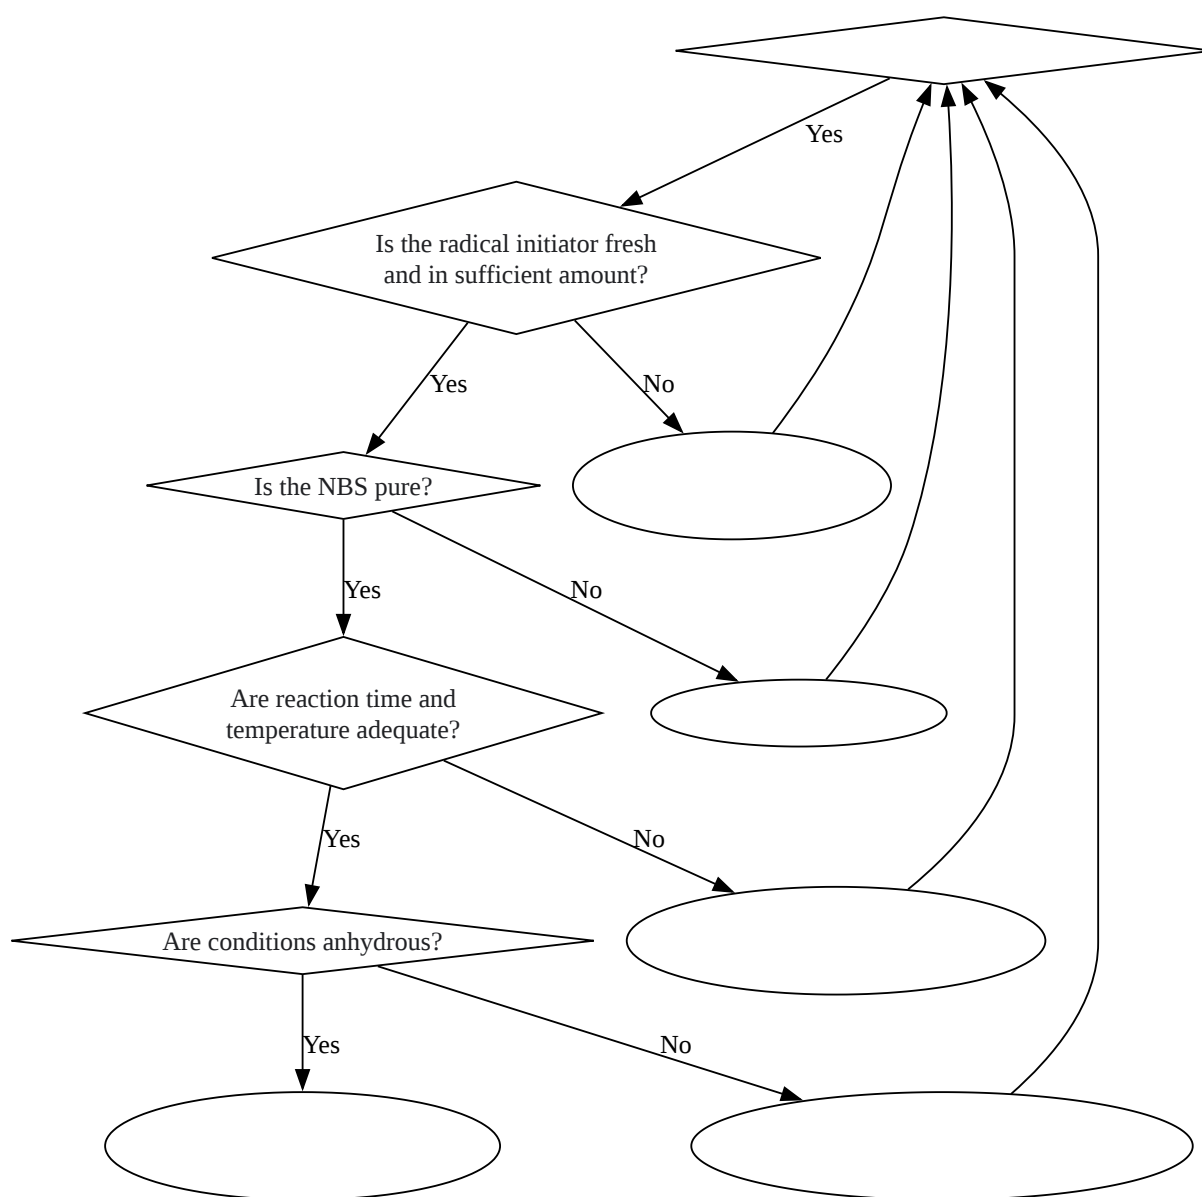 Yes
Is the radical initiator fresh
and in sufficient amount?
Yes
No
Is the NBS pure?
Yes
No
Are reaction time and
temperature adequate?
Yes
No
Are conditions anhydrous?
Yes
No